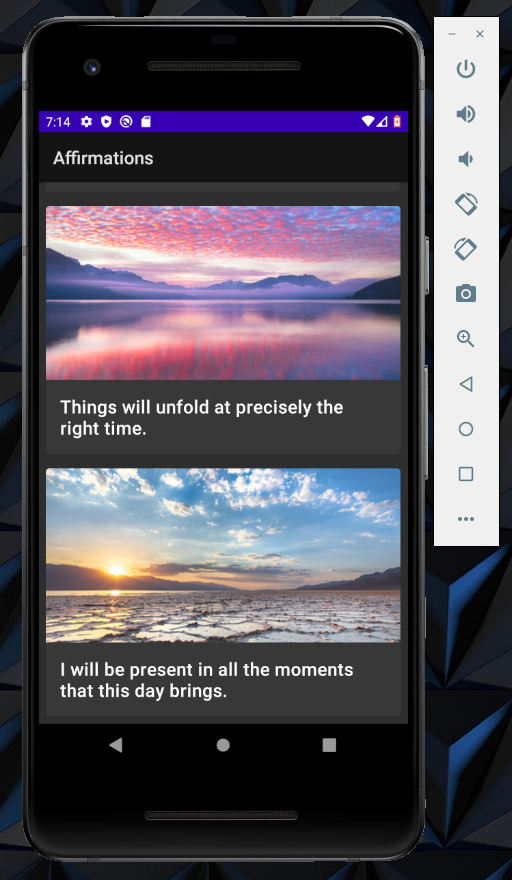 7:14
Affirmations
Things will unfold at precisely the
right time.
I will be present in all the moments
that this day brings.